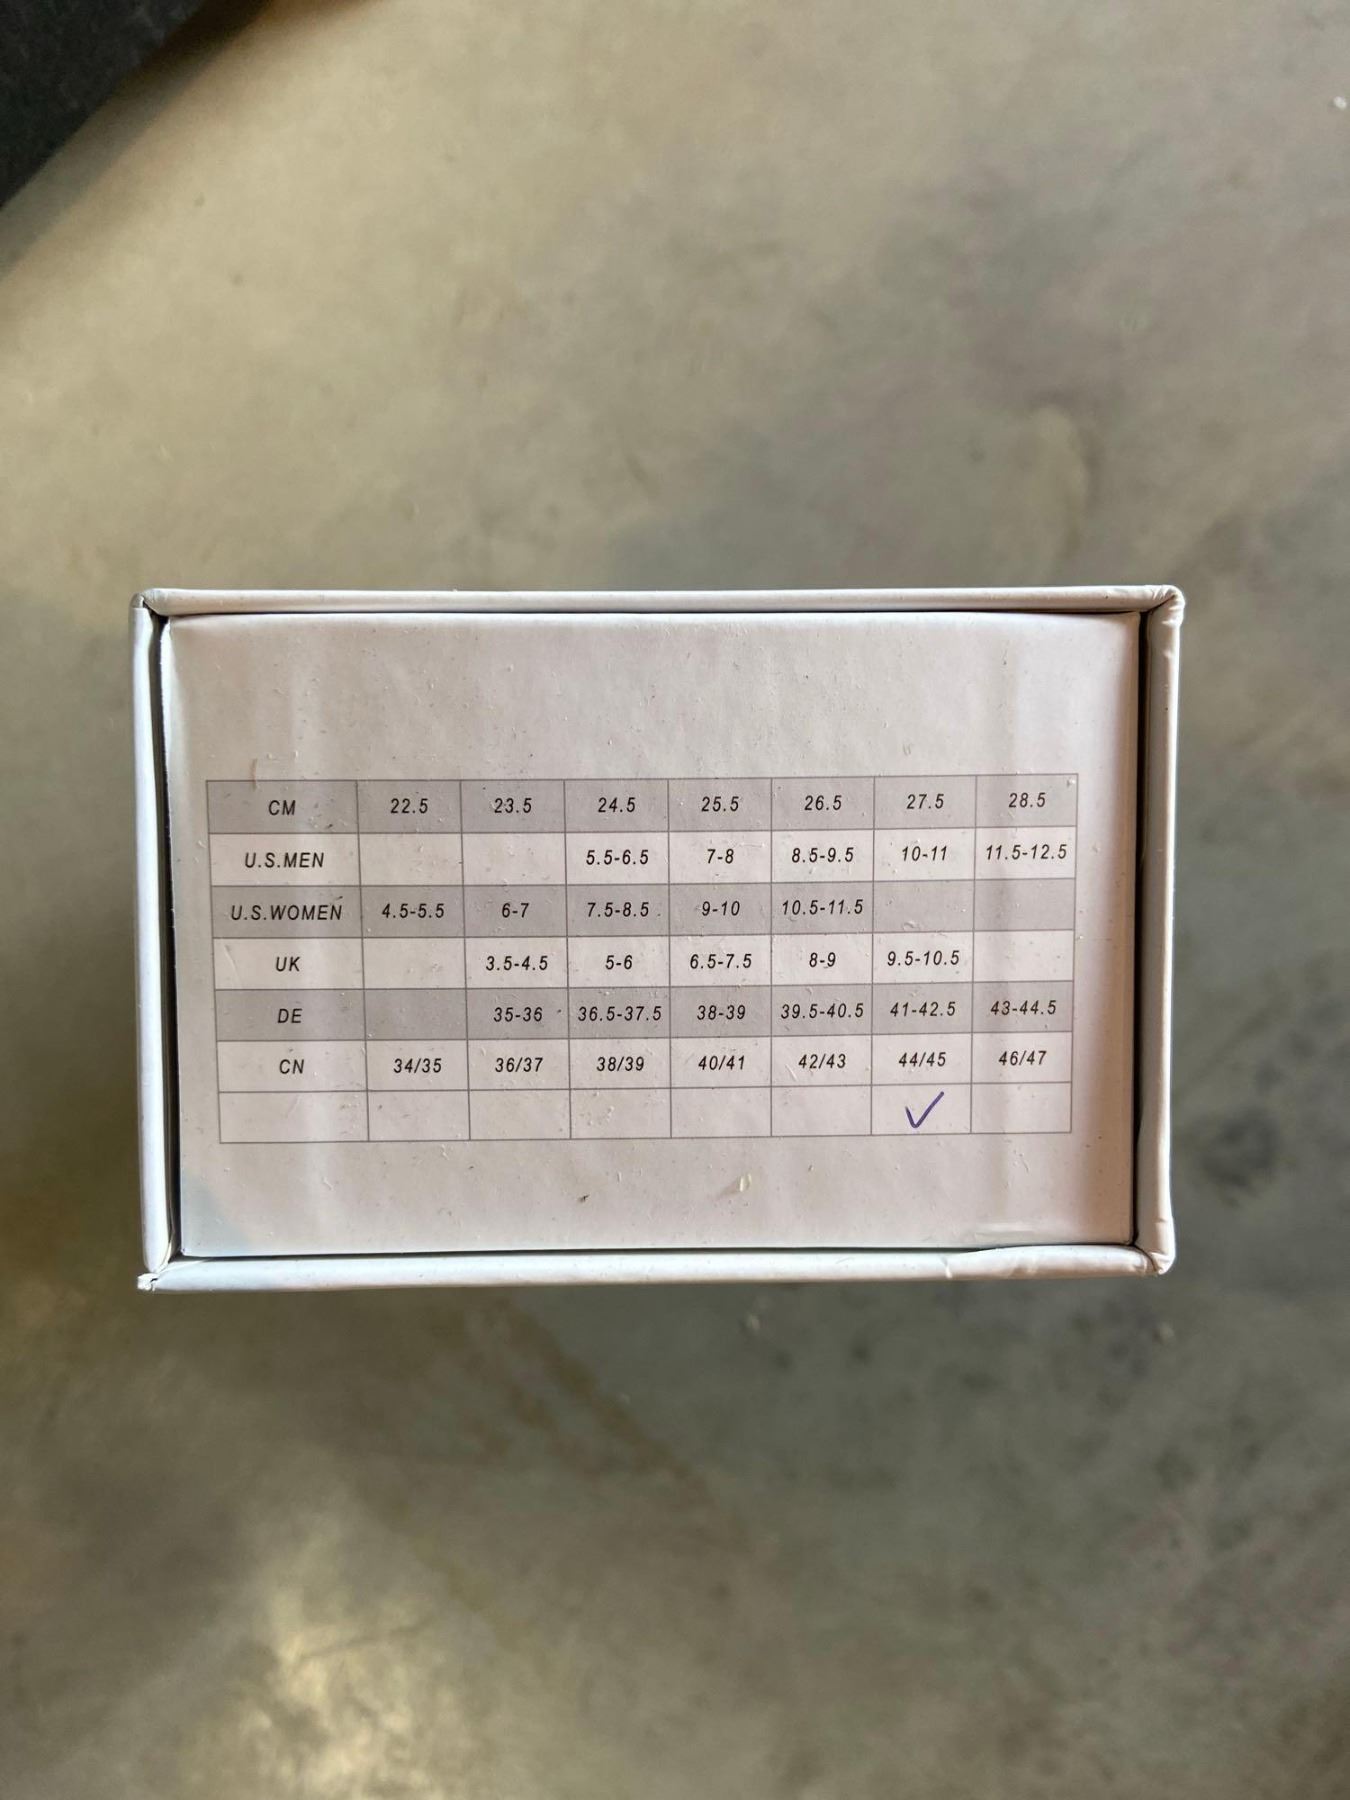 CM 22.5 23.5 24.5 25.5 26.5 27.5 28.5
U.S.MEN 5.5-6.5 7-8 8.5-9.5 10-11 11.5-12.5
U.S.WOMEN 4.5-5.5 6-7 7.5-8.5 9-10 10.5-11.5
UK 3.5-4.5 5-6 6.5-7.5 8-9 9.5-10.5
DE 35-36 36.5-37.5 38-39 39.5-40.5 41-42.5 43-44.5
CN 34/35 36/37 38/39 40/41 42/43 44/45 46/47
✓